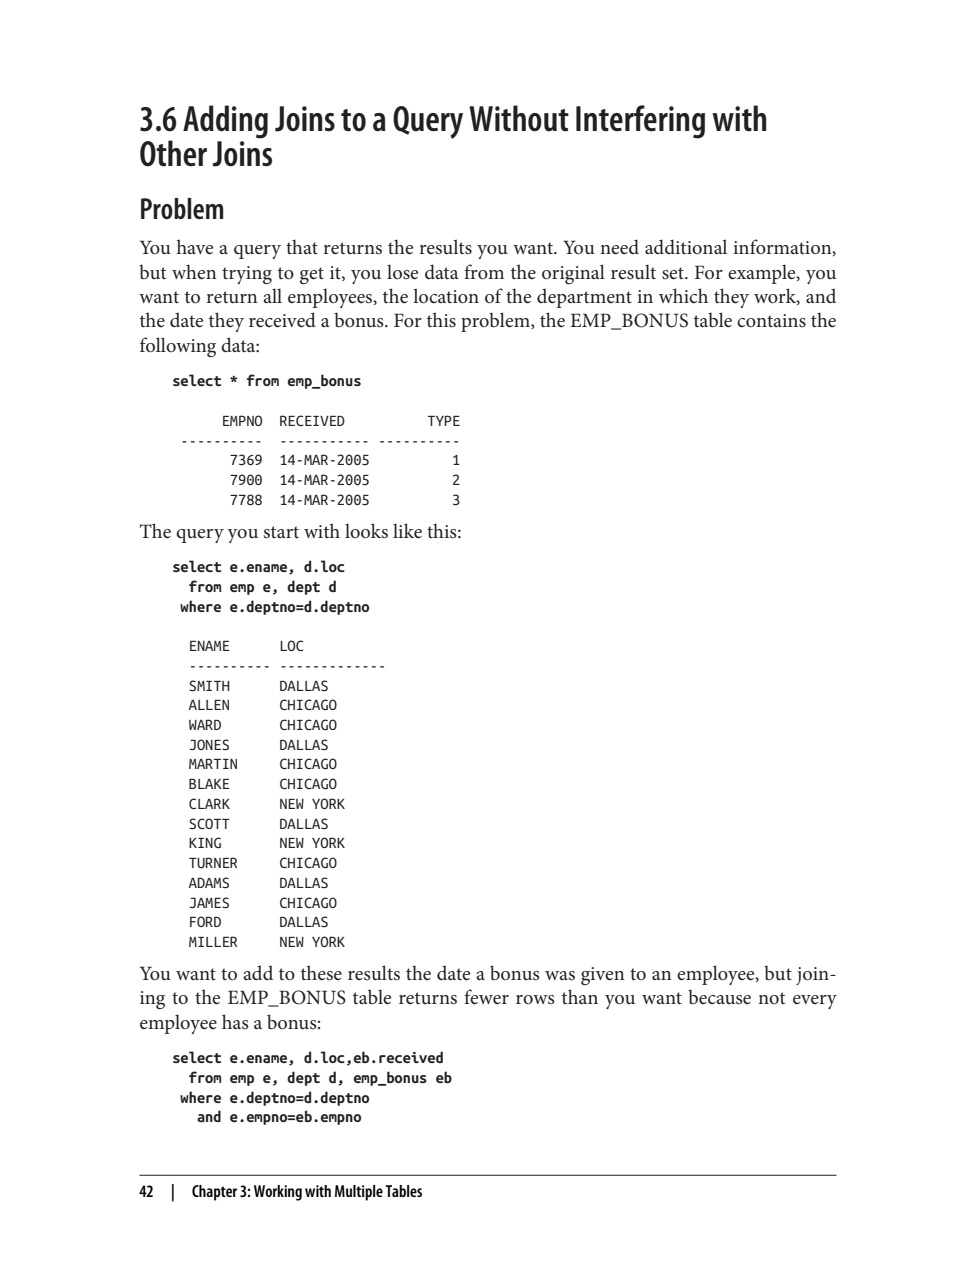 3.6 Adding Joins to a Query Without Interfering with
Other Joins
Problem
You have a query that returns the results you want. You need additional information,
but when trying to get it, you lose data from the original result set. For example, you
want to return all employees, the location of the department in which they work, and
the date they received a bonus. For this problem, the EMP_BONUS table contains the
following data:
select * from emp_bonus
EMPNO RECEIVED TYPE
---------- ----------- ----------
7369 14-MAR-2005 1
7900 14-MAR-2005 2
7788 14-MAR-2005 3
The query you start with looks like this:
select e.ename, d.loc
from emp e, dept d
where e.deptno=d.deptno
ENAME LOC
---------- -------------
SMITH DALLAS
ALLEN CHICAGO
WARD CHICAGO
JONES DALLAS
MARTIN CHICAGO
BLAKE CHICAGO
CLARK NEW YORK
SCOTT DALLAS
KING NEW YORK
TURNER CHICAGO
ADAMS DALLAS
JAMES CHICAGO
FORD DALLAS
MILLER NEW YORK
You want to add to these results the date a bonus was given to an employee, but join-
ing to the EMP_BONUS table returns fewer rows than you want because not every
employee has a bonus:
select e.ename, d.loc,eb.received
from emp e, dept d, emp_bonus eb
where e.deptno=d.deptno
and e.empno=eb.empno
42 | Chapter 3: Working with Multiple Tables